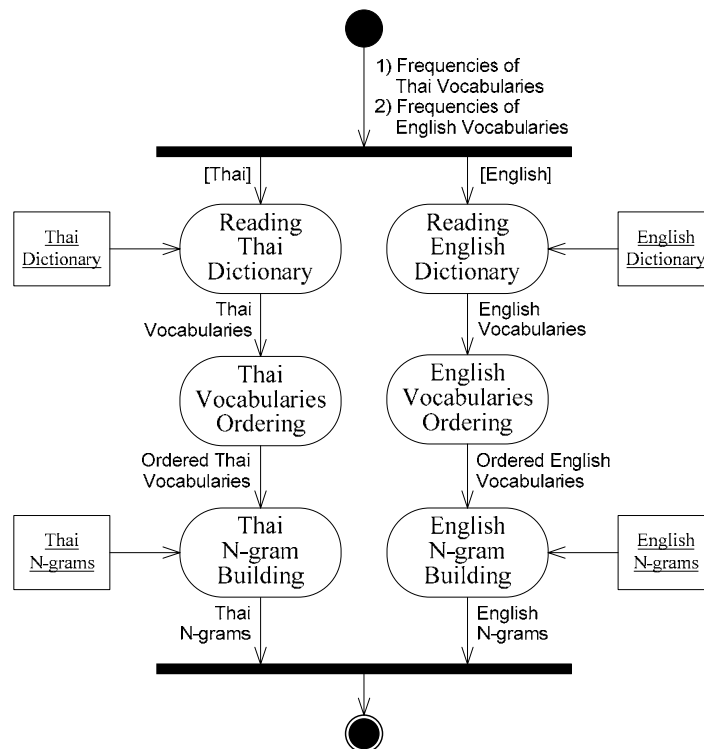 1) Frequencies of
Thai Vocabularies
2) Frequencies of
English Vocabularies
[Thai]
[English]
Thai
Dictionary
Reading
Thai
Dictionary
Reading
English
Dictionary
English
Dictionary
Thai
Vocabularies
English
Vocabularies
Thai
Vocabularies
Ordering
English
Vocabularies
Ordering
Ordered Thai
Vocabularies
Ordered English
Vocabularies
Thai
N-grams
Thai
N-gram
Building
English
N-gram
Building
English
N-grams
Thai
N-grams
English
N-grams